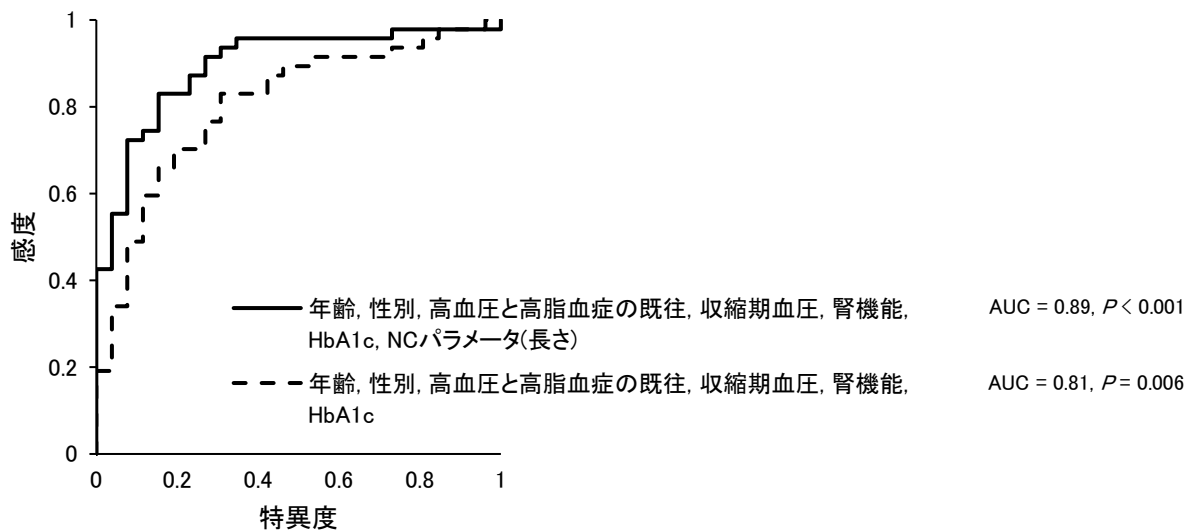 1
0.8
0.6
0.4
0.2
0
感度
0 0.2 0.4 0.6 0.8 1
特異度
年齢, 性別, 高血圧と高脂血症の既往, 収縮期血圧, 腎機能, AUC = 0.89, P < 0.001
HbA1c, NCパラメータ(長さ)
年齢, 性別, 高血圧と高脂血症の既往, 収縮期血圧, 腎機能, AUC = 0.81, P = 0.006
HbA1c